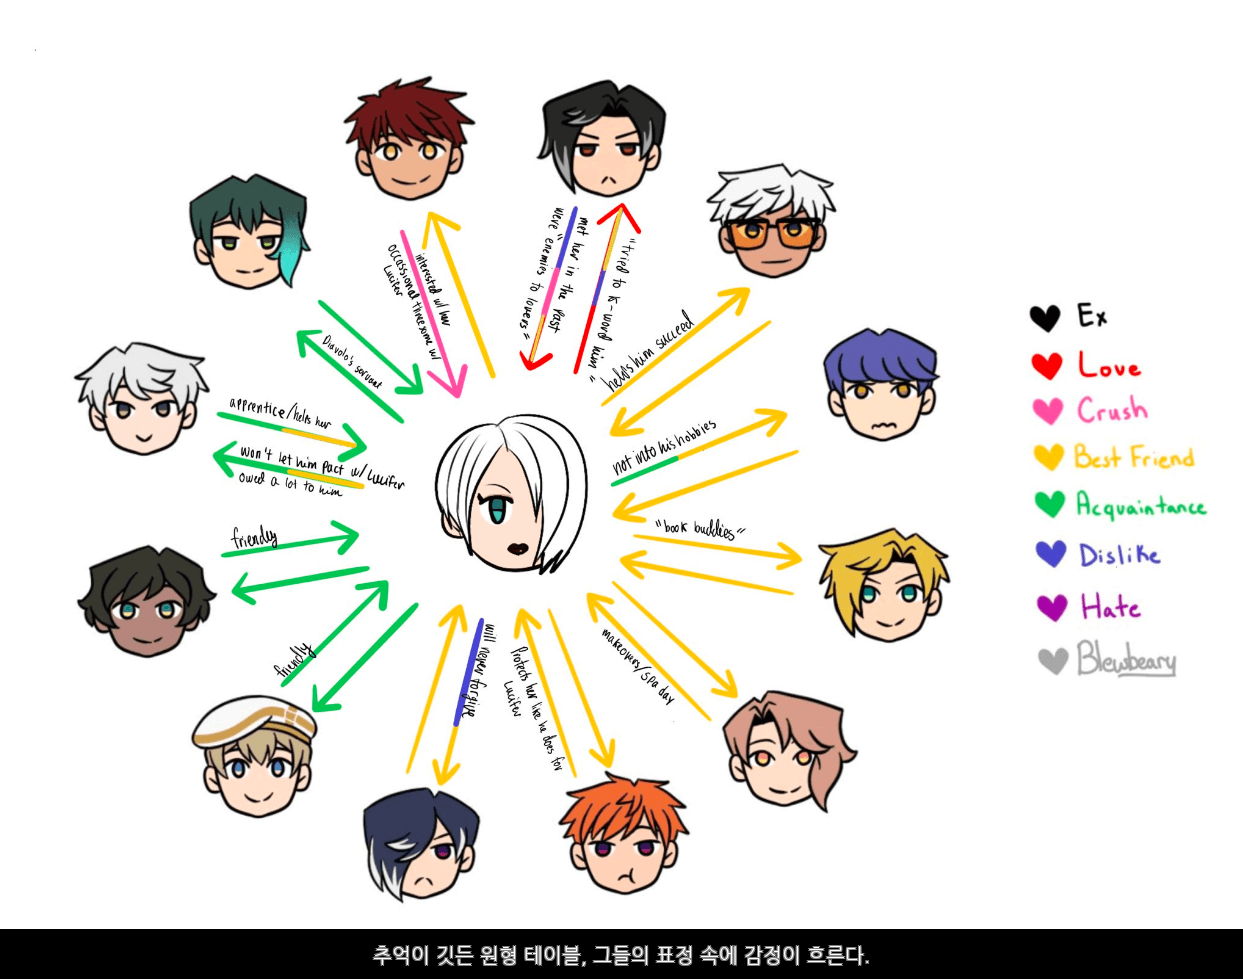 interested w/ her
occassional threexome w/
Lucifer
met her in the past
were "enemies to lovers"
"tried to k-word him"
helps him succeed
not into his hobbies
"book buddies"
makeovers/spa day
Protects her like he does for
Lucifer
will never forgive
friendly
friendly
won't let him pact w/ Lucifer
owed a lot to him
apprentice/helps her
Diavolo's servant
Ex
Love
Crush
Best Friend
Acquaintance
Dislike
Hate
Blewbeary
추억이 깃든 원형 테이블, 그들의 표정 속에 감정이 흐른다.